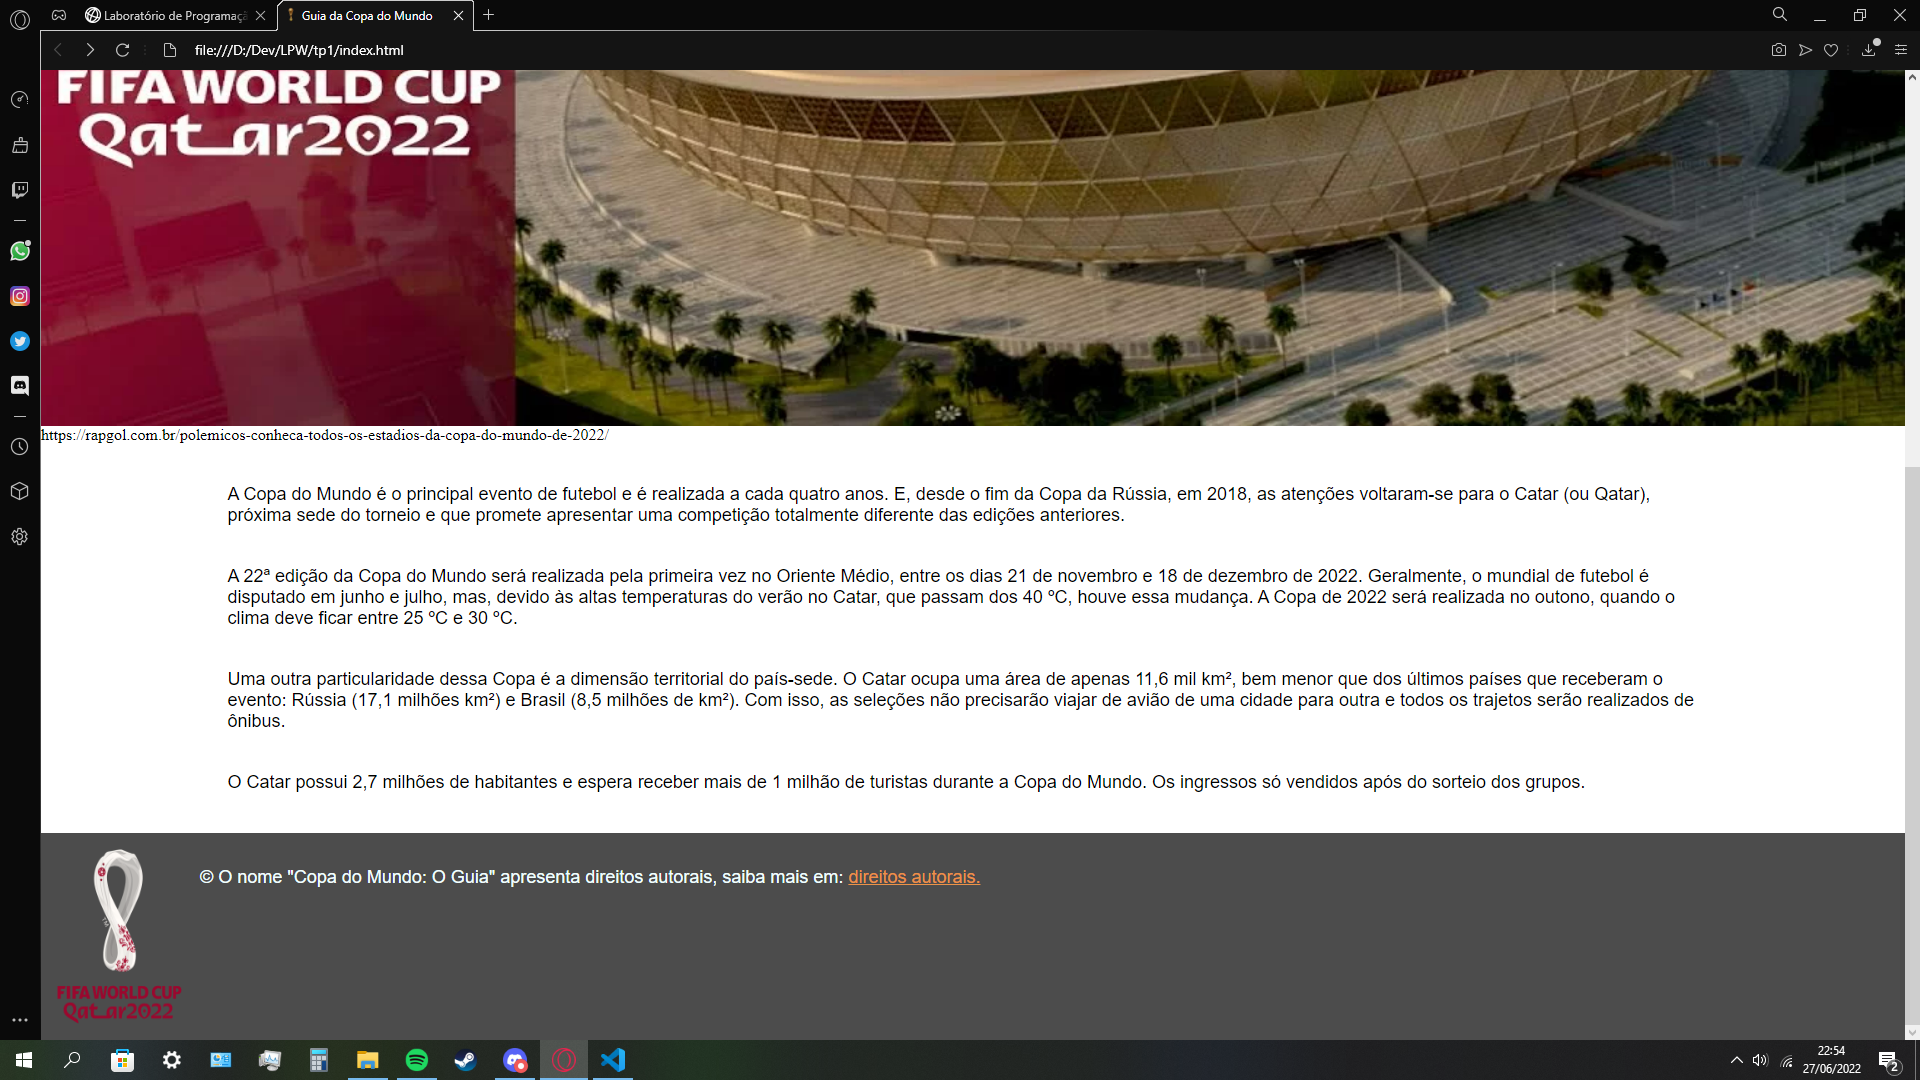 Laboratório de Programaçã
Guia da Copa do Mundo
file:///D:/Dev/LPW/tp1/index.html
FIFA WORLD CUP
Qatar2022
https://rapgol.com.br/polemicos-conheca-todos-os-estadios-da-copa-do-mundo-de-2022/
A Copa do Mundo é o principal evento de futebol e é realizada a cada quatro anos. E, desde o fim da Copa da Rússia, em 2018, as atenções voltaram-se para o Catar (ou Qatar),
próxima sede do torneio e que promete apresentar uma competição totalmente diferente das edições anteriores.
A 22ª edição da Copa do Mundo será realizada pela primeira vez no Oriente Médio, entre os dias 21 de novembro e 18 de dezembro de 2022. Geralmente, o mundial de futebol é
disputado em junho e julho, mas, devido às altas temperaturas do verão no Catar, que passam dos 40 ºC, houve essa mudança. A Copa de 2022 será realizada no outono, quando o
clima deve ficar entre 25 ºC e 30 ºC.
Uma outra particularidade dessa Copa é a dimensão territorial do país-sede. O Catar ocupa uma área de apenas 11,6 mil km², bem menor que dos últimos países que receberam o
evento: Rússia (17,1 milhões km²) e Brasil (8,5 milhões de km²). Com isso, as seleções não precisarão viajar de avião de uma cidade para outra e todos os trajetos serão realizados de
ônibus.
O Catar possui 2,7 milhões de habitantes e espera receber mais de 1 milhão de turistas durante a Copa do Mundo. Os ingressos só vendidos após do sorteio dos grupos.
© O nome "Copa do Mundo: O Guia" apresenta direitos autorais, saiba mais em: direitos autorais.
TM
FIFA WORLD CUP
Qatar2022
22:54
27/06/2022
2